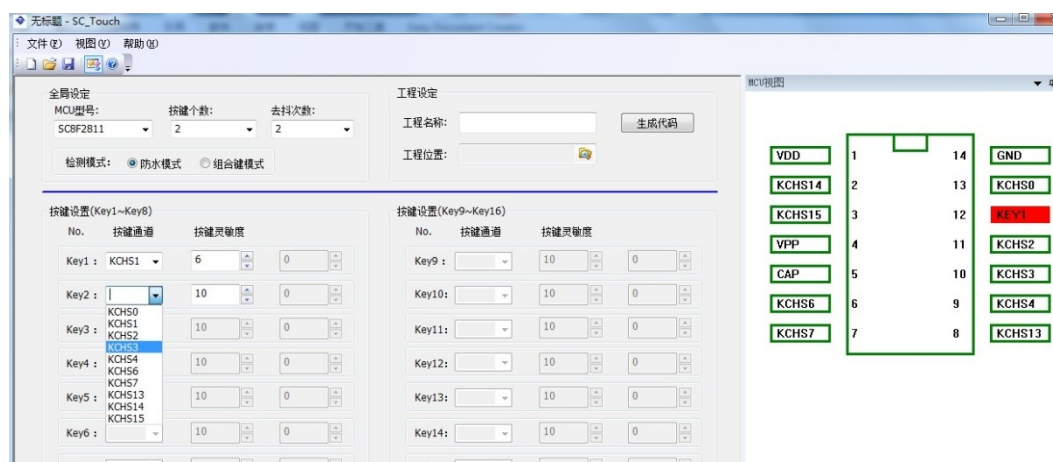 无标题 - SC_Touch
文件(F) 视图(V) 帮助(H)
全局设定
MCU型号: 按键个数: 去抖次数:
SC8F2811 2 2
检测模式: 防水模式 组合键模式
工程设定
工程名称: 生成代码
工程位置:
按键设置(Key1~Key8)
No. 按键通道 按键灵敏度
Key1 : KCHS1 6 0
Key2 : 10 0
KCHS0
KCHS1
KCHS2
KCHS3
KCHS4
KCHS6
KCHS7
KCHS13
KCHS14
KCHS15
Key3 : 10 0
Key4 : 10 0
Key5 : 10 0
Key6 : 10 0
按键设置(Key9~Key16)
No. 按键通道 按键灵敏度
Key9 : 10 0
Key10: 10 0
Key11: 10 0
Key12: 10 0
Key13: 10 0
Key14: 10 0
MCU视图
VDD 1 14 GND
KCHS14 2 13 KCHS0
KCHS15 3 12 KEY1
VPP 4 11 KCHS2
CAP 5 10 KCHS3
KCHS6 6 9 KCHS4
KCHS7 7 8 KCHS13